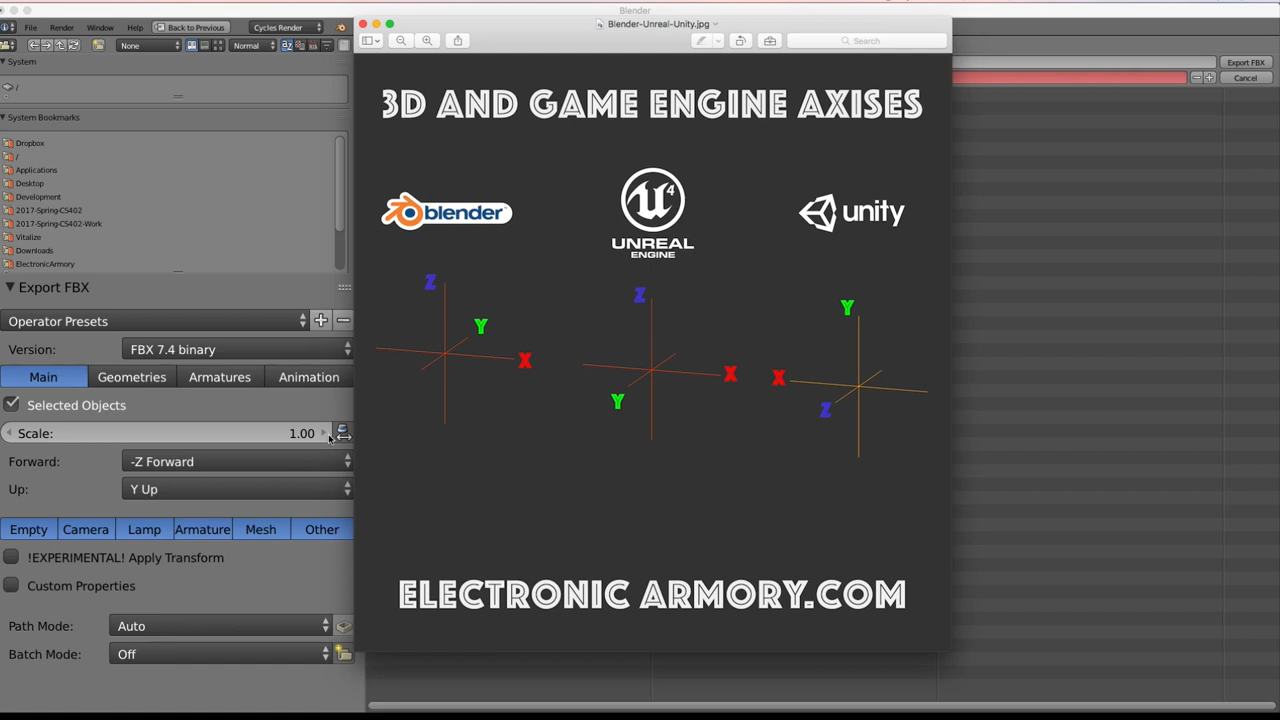 Blender
Blender-Unreal-Unity.jpg
File Render Window Help Back to Previous Cycles Render
None Normal
Search
System
/
System Bookmarks
Dropbox
/
Applications
Desktop
Development
2017-Spring-CS402
2017-Spring-CS402-Work
Vitalize
Downloads
ElectronicArmory
Export FBX
Operator Presets
Version: FBX 7.4 binary
Main Geometries Armatures Animation
Selected Objects
Scale: 1.00
Forward: -Z Forward
Up: Y Up
Empty Camera Lamp Armature Mesh Other
!EXPERIMENTAL! Apply Transform
Custom Properties
Path Mode: Auto
Batch Mode: Off
3D AND GAME ENGINE AXISES
blender
UNREAL
ENGINE
4
unity
Z
Y
X
Z
X
Y
Y
X
Z
ELECTRONIC ARMORY.COM
Export FBX
Cancel